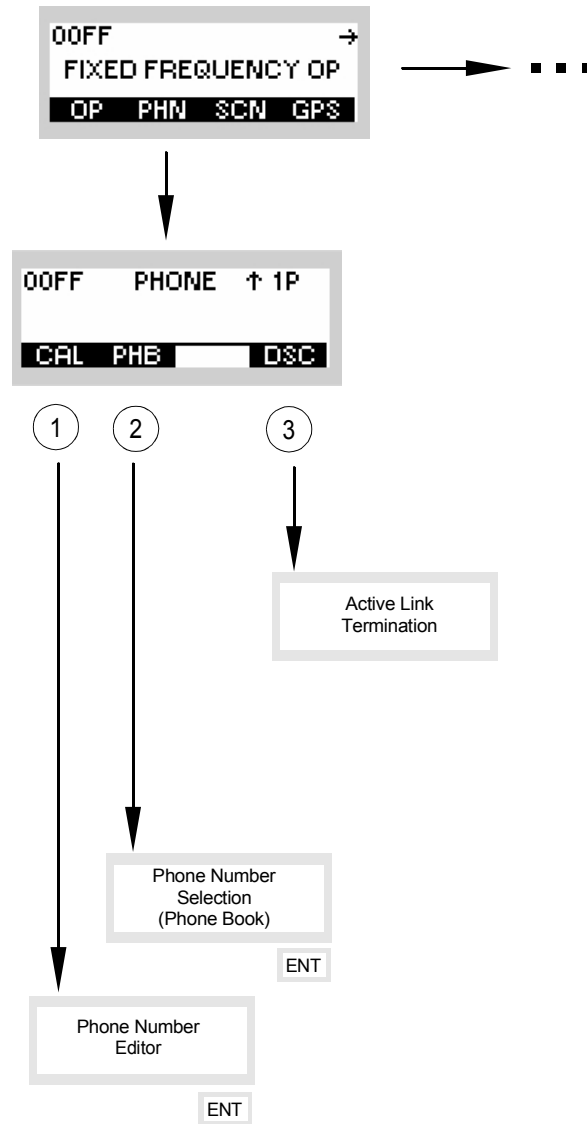 00FF →
FIXED FREQUENCY OP
OP PHN SCN GPS
00FF PHONE ↑ 1P
CAL PHB DSC
1 2 3
Active Link
Termination
Phone Number
Selection
(Phone Book)
ENT
Phone Number
Editor
ENT